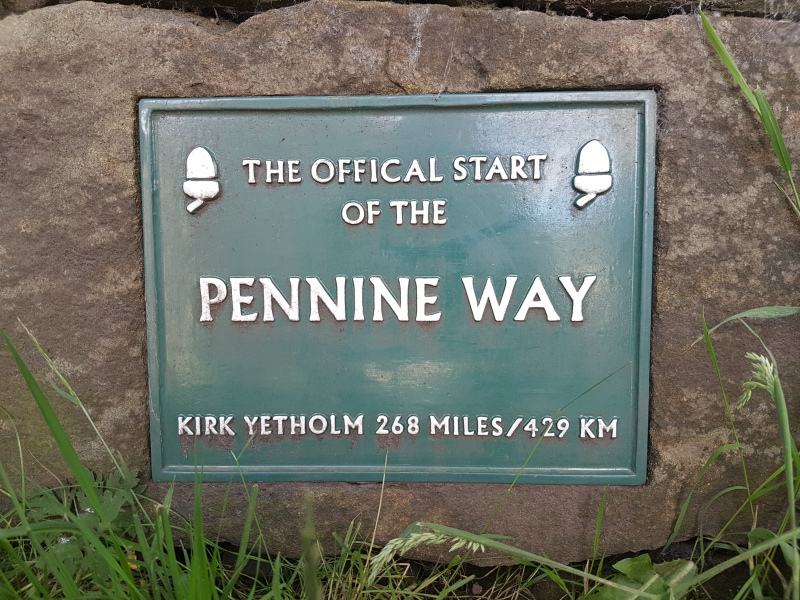 THE OFFICAL START
OF THE
PENNINE WAY
KIRK YETHOLM 268 MILES/429 KM